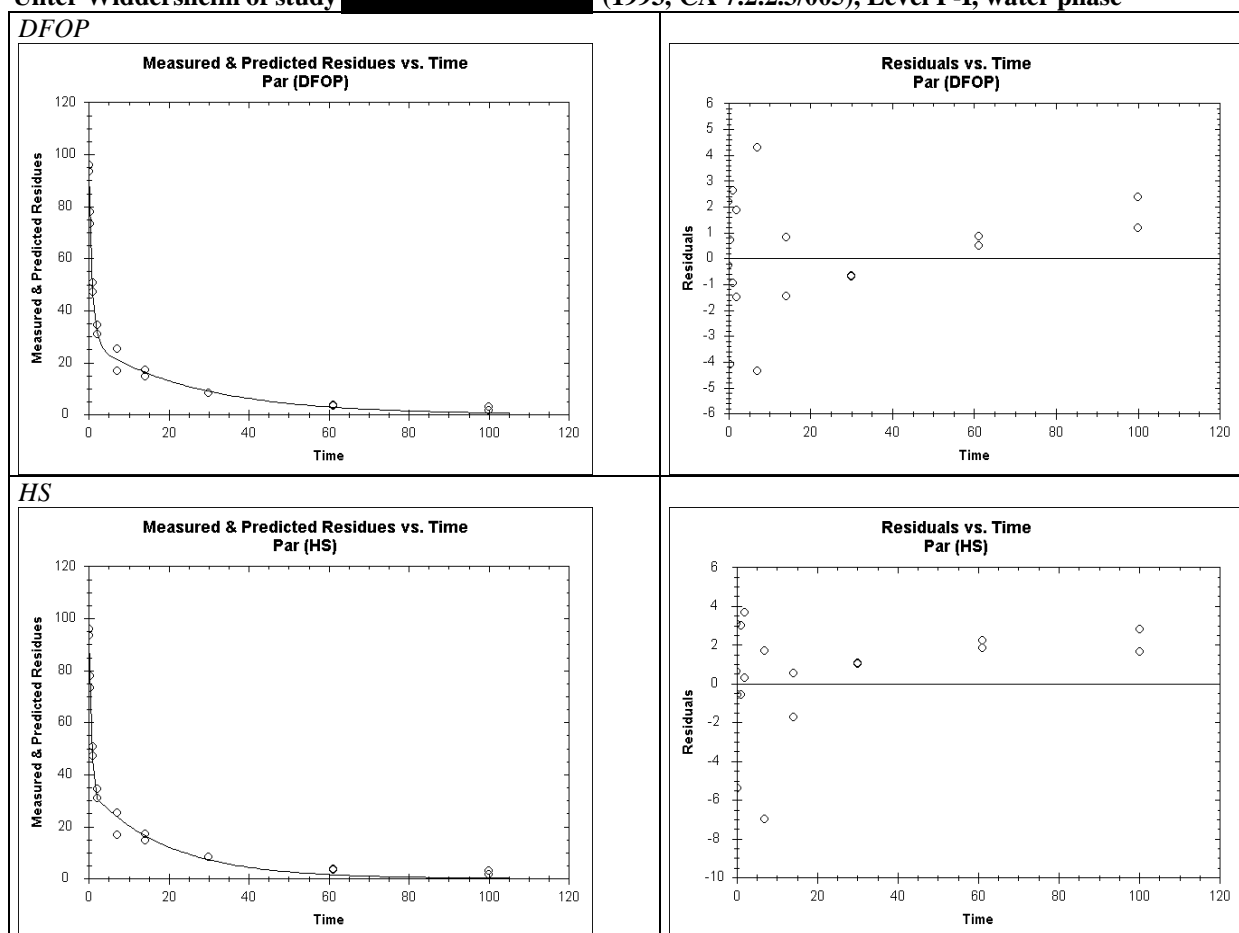 Unter Widdersheim of study (1993, CA 7.2.2.3/003), Level P-I, water phase
DFOP
Measured & Predicted Residues vs. Time
Par (DFOP)
Measured & Predicted Residues
120
100
80
60
40
20
0
0 20 40 60 80 100 120
Time
Residuals vs. Time
Par (DFOP)
Residuals
6
5
4
3
2
1
0
-1
-2
-3
-4
-5
-6
0 20 40 60 80 100 120
Time
HS
Measured & Predicted Residues vs. Time
Par (HS)
Measured & Predicted Residues
120
100
80
60
40
20
0
0 20 40 60 80 100 120
Time
Residuals vs. Time
Par (HS)
Residuals
6
4
2
0
-2
-4
-6
-8
-10
0 20 40 60 80 100 120
Time